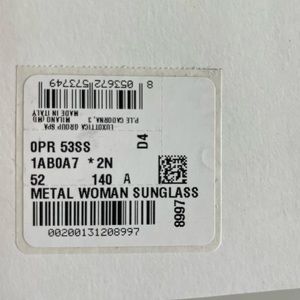 8 053672 573749
LUXOTTICA GROUP SPA
P.LE CADORNA, 3 MILANO (MI)
MADE IN ITALY
0PR 53SS
D4
1AB0A7 *2N
52 140 A
METAL WOMAN SUNGLASS
8997
00200131208997